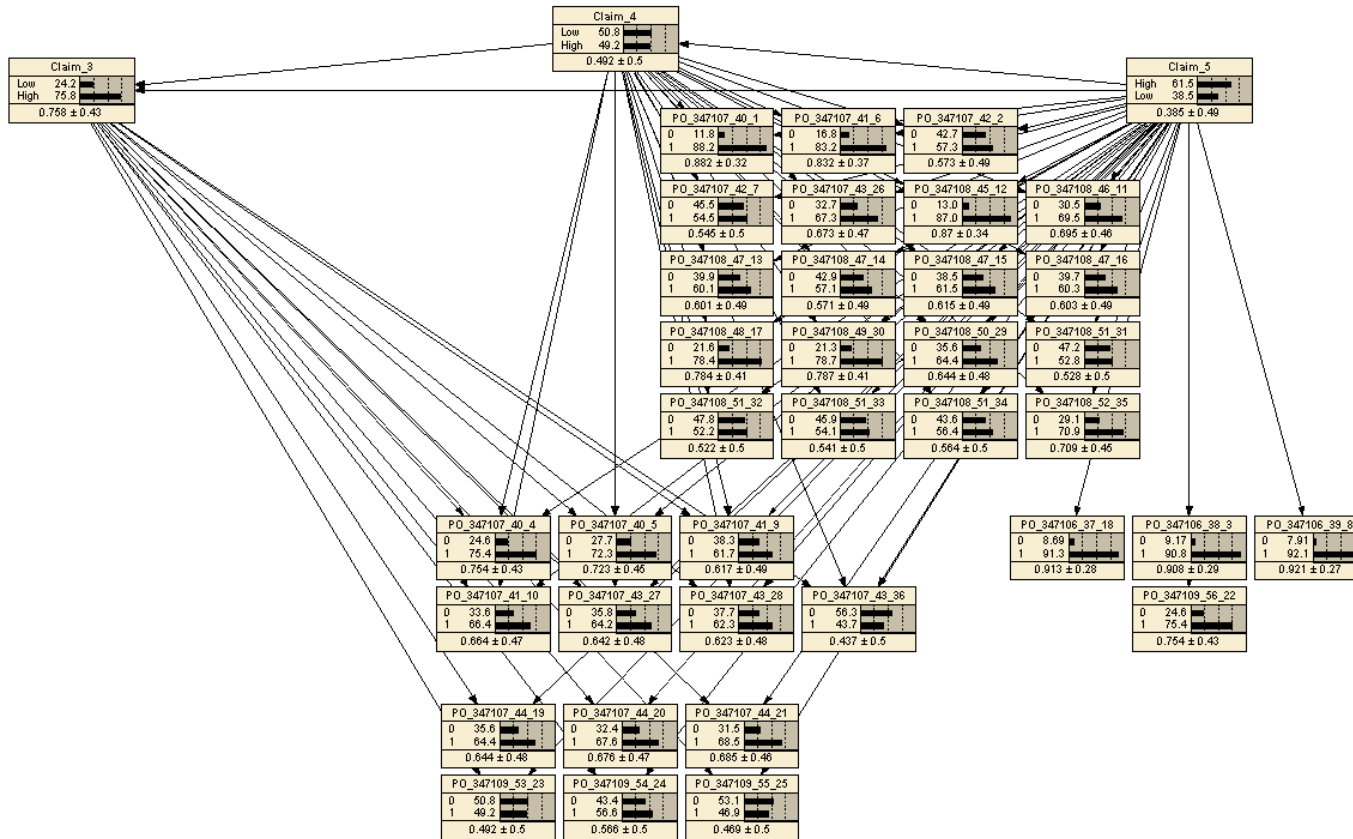 Claim_4
Low 50.8
High 49.2
0.492 ± 0.5
Claim_3
Low 24.2
High 75.8
0.758 ± 0.43
Claim_5
High 61.5
Low 38.5
0.385 ± 0.49
PO_347107_40_1
0 11.8
1 88.2
0.882 ± 0.32
PO_347107_41_6
0 16.8
1 83.2
0.832 ± 0.37
PO_347107_42_2
0 42.7
1 57.3
0.573 ± 0.49
PO_347107_42_7
0 45.5
1 54.5
0.545 ± 0.5
PO_347107_43_26
0 32.7
1 67.3
0.673 ± 0.47
PO_347108_45_12
0 13.0
1 87.0
0.87 ± 0.34
PO_347108_46_11
0 30.5
1 69.5
0.695 ± 0.46
PO_347108_47_13
0 39.9
1 60.1
0.601 ± 0.49
PO_347108_47_14
0 42.9
1 57.1
0.571 ± 0.49
PO_347108_47_15
0 38.5
1 61.5
0.615 ± 0.49
PO_347108_47_16
0 39.7
1 60.3
0.603 ± 0.49
PO_347108_48_17
0 21.6
1 78.4
0.784 ± 0.41
PO_347108_49_30
0 21.3
1 78.7
0.787 ± 0.41
PO_347108_50_29
0 35.6
1 64.4
0.644 ± 0.48
PO_347108_51_31
0 47.2
1 52.8
0.528 ± 0.5
PO_347108_51_32
0 47.8
1 52.2
0.522 ± 0.5
PO_347108_51_33
0 45.9
1 54.1
0.541 ± 0.5
PO_347108_51_34
0 43.6
1 56.4
0.564 ± 0.5
PO_347108_52_35
0 29.1
1 70.9
0.709 ± 0.45
PO_347107_40_4
0 24.6
1 75.4
0.754 ± 0.43
PO_347107_40_5
0 27.7
1 72.3
0.723 ± 0.45
PO_347107_41_9
0 38.3
1 61.7
0.617 ± 0.49
PO_347106_37_18
0 8.69
1 91.3
0.913 ± 0.28
PO_347106_38_3
0 9.17
1 90.8
0.908 ± 0.29
PO_347106_39_8
0 7.91
1 92.1
0.921 ± 0.27
PO_347107_41_10
0 33.6
1 66.4
0.664 ± 0.47
PO_347107_43_27
0 35.8
1 64.2
0.642 ± 0.48
PO_347107_43_28
0 37.7
1 62.3
0.623 ± 0.48
PO_347107_43_36
0 56.3
1 43.7
0.437 ± 0.5
PO_347109_56_22
0 24.6
1 75.4
0.754 ± 0.43
PO_347107_44_19
0 35.6
1 64.4
0.644 ± 0.48
PO_347107_44_20
0 32.4
1 67.6
0.676 ± 0.47
PO_347107_44_21
0 31.5
1 68.5
0.685 ± 0.46
PO_347109_53_23
0 50.8
1 49.2
0.492 ± 0.5
PO_347109_54_24
0 43.4
1 56.6
0.566 ± 0.5
PO_347109_55_25
0 53.1
1 46.9
0.469 ± 0.5